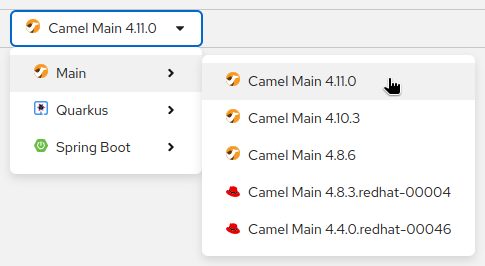 Camel Main 4.11.0
Main
Quarkus
Spring Boot
Camel Main 4.11.0
Camel Main 4.10.3
Camel Main 4.8.6
Camel Main 4.8.3.redhat-00004
Camel Main 4.4.0.redhat-00046